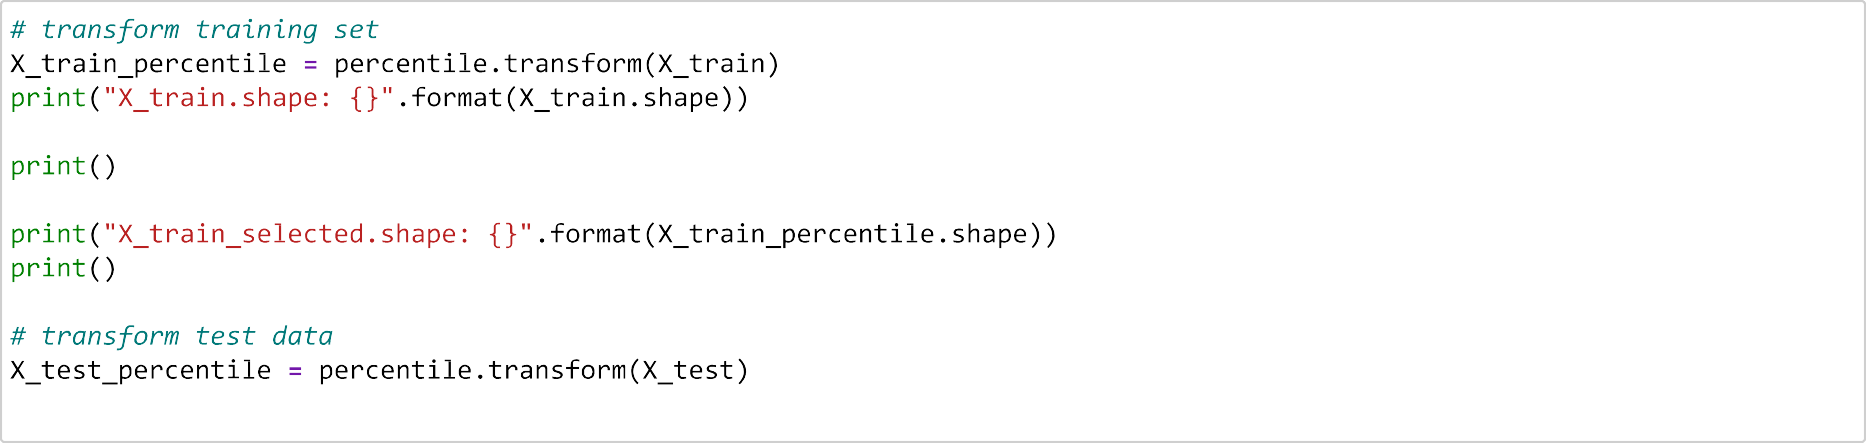 # transform training set
X_train_percentile = percentile.transform(X_train)
print("X_train.shape: {}".format(X_train.shape))
print()
print("X_train_selected.shape: {}".format(X_train_percentile.shape))
print()
# transform test data
X_test_percentile = percentile.transform(X_test)